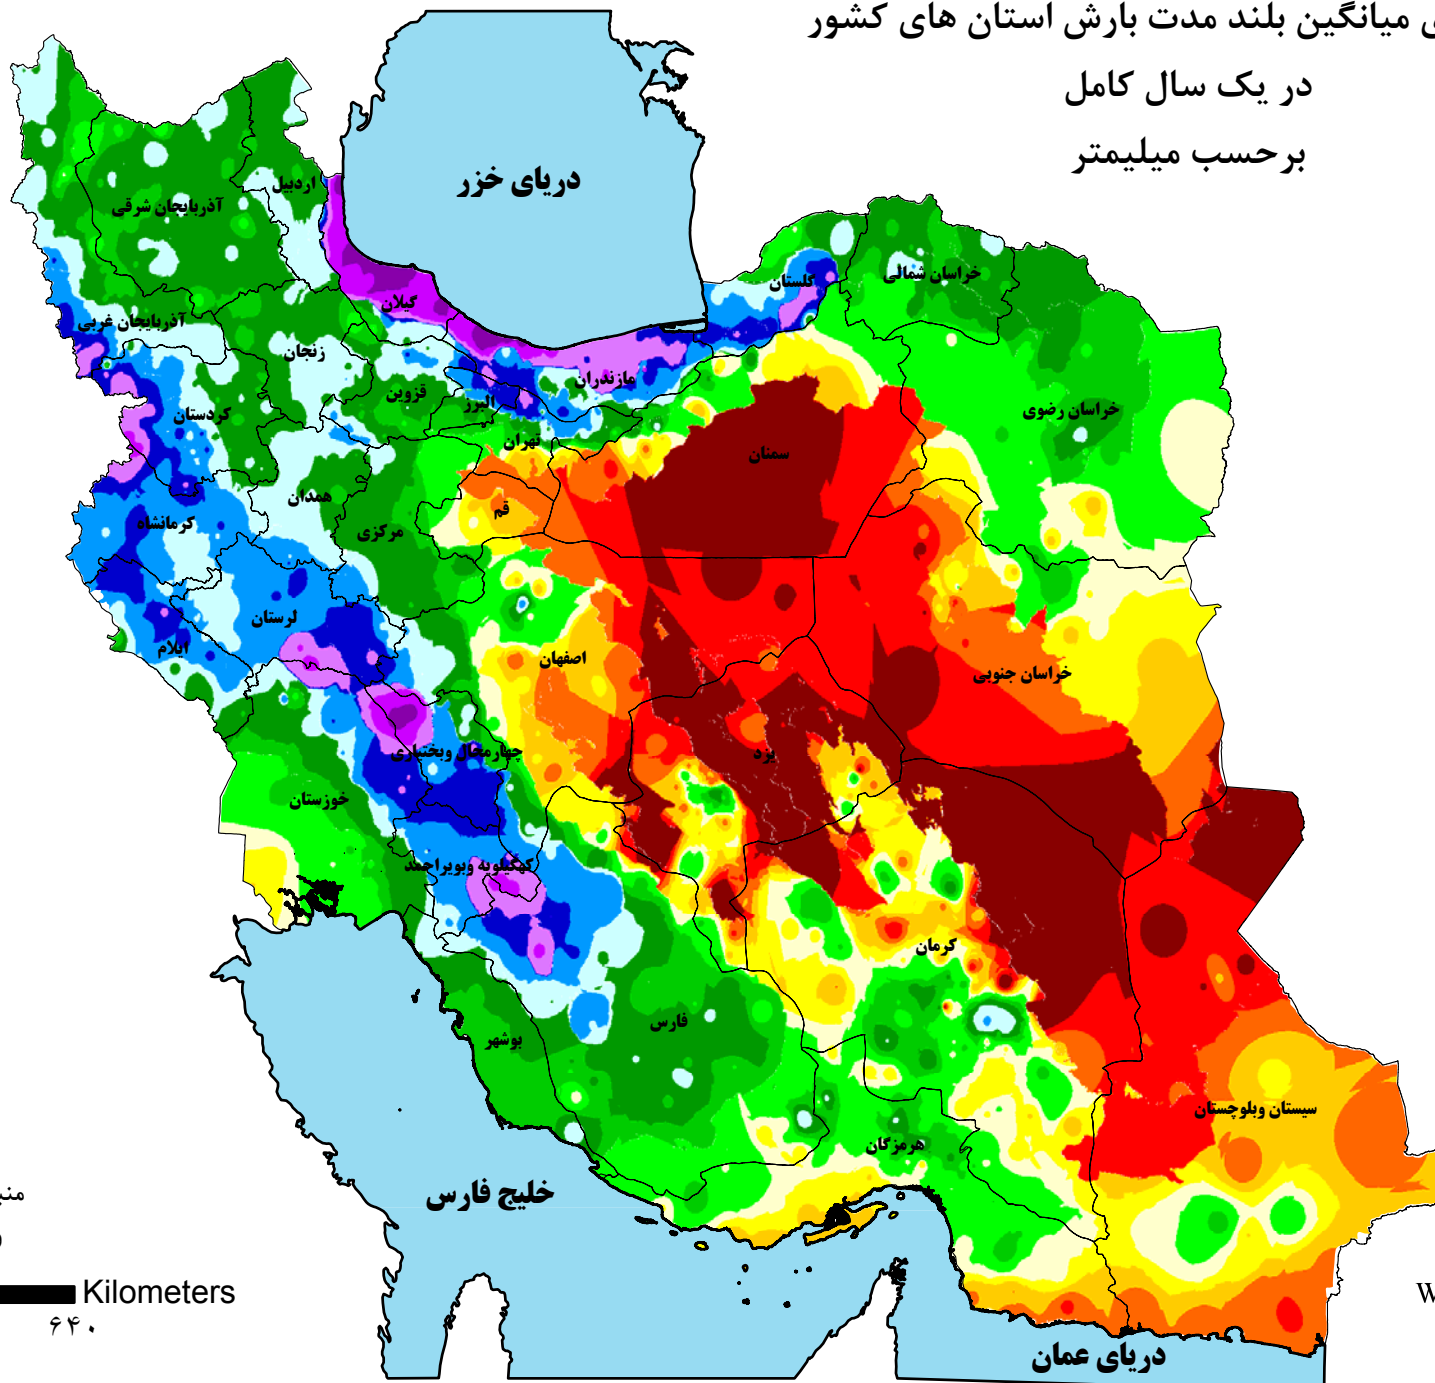 میانگین بلند مدت بارش استان های کشور
در یک سال کامل
برحسب میلیمتر
دریای خزر
اردبیل
آذربایجان شرقی
گیلان
گلستان
خراسان شمالی
آذربایجان غربی
زنجان
مازندران
قزوین
البرز
کردستان
خراسان رضوی
تهران
سمنان
همدان
قم
کرمانشاه
مرکزی
لرستان
ایلام
اصفهان
خراسان جنوبی
چهارمحال وبختیاری
یزد
خوزستان
کهگیلویه وبویراحمد
کرمان
فارس
بوشهر
سیستان وبلوچستان
هرمزگان
خلیج فارس
Kilometers
۶۴۰
W
دریای عمان